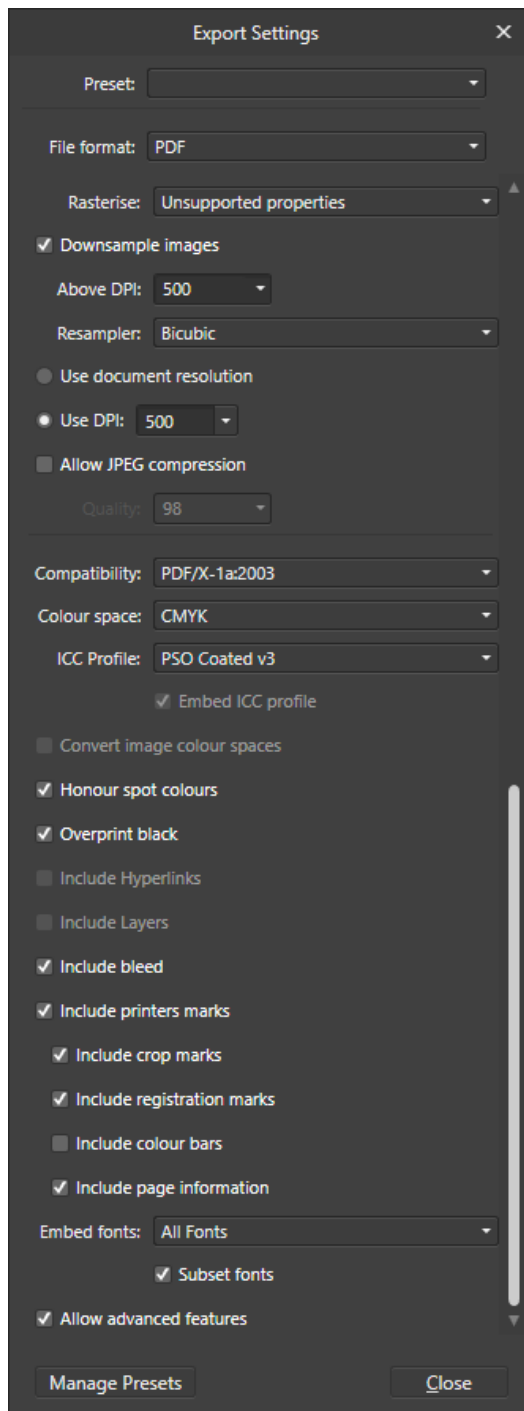 Export Settings
Preset:
File format: PDF
Rasterise: Unsupported properties
Downsample images
Above DPI: 500
Resampler: Bicubic
Use document resolution
Use DPI: 500
Allow JPEG compression
Quality: 98
Compatibility: PDF/X-1a:2003
Colour space: CMYK
ICC Profile: PSO Coated v3
Embed ICC profile
Convert image colour spaces
Honour spot colours
Overprint black
Include Hyperlinks
Include Layers
Include bleed
Include printers marks
Include crop marks
Include registration marks
Include colour bars
Include page information
Embed fonts: All Fonts
Subset fonts
Allow advanced features
Manage Presets Close